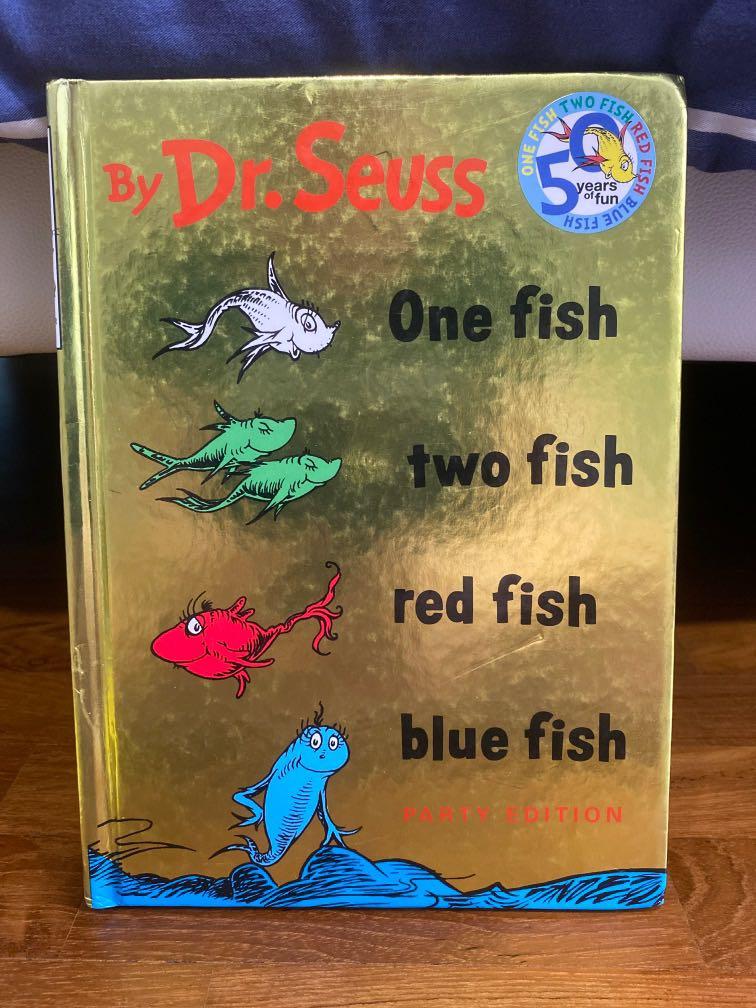 By Dr. Seuss
ONE FISH TWO FISH RED FISH BLUE FISH
50
years
of fun
One fish
two fish
red fish
blue fish
PARTY EDITION